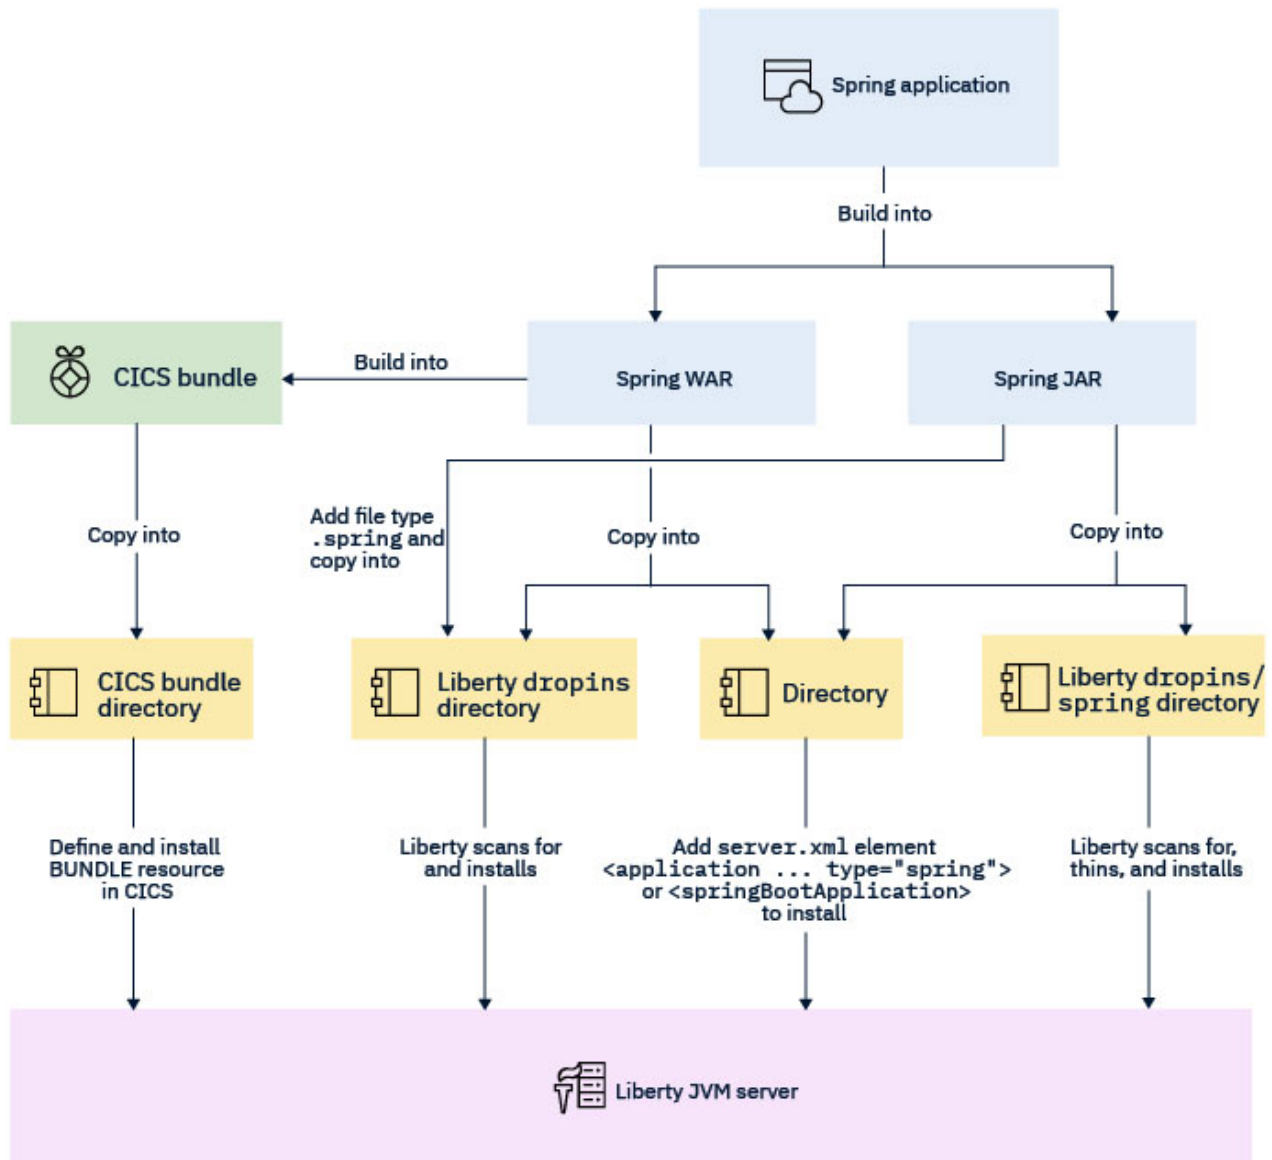 Spring application
Build into
CICS bundle
Build into
Spring WAR
Spring JAR
Copy into
Add file type
.spring and
copy into
Copy into
Copy into
CICS bundle
directory
Liberty dropins
directory
Directory
Liberty dropins/
spring directory
Define and install
BUNDLE resource
in CICS
Liberty scans for
and installs
Add server.xml element
<application ... type="spring">
or <springBootApplication>
to install
Liberty scans for,
thins, and installs
Liberty JVM server